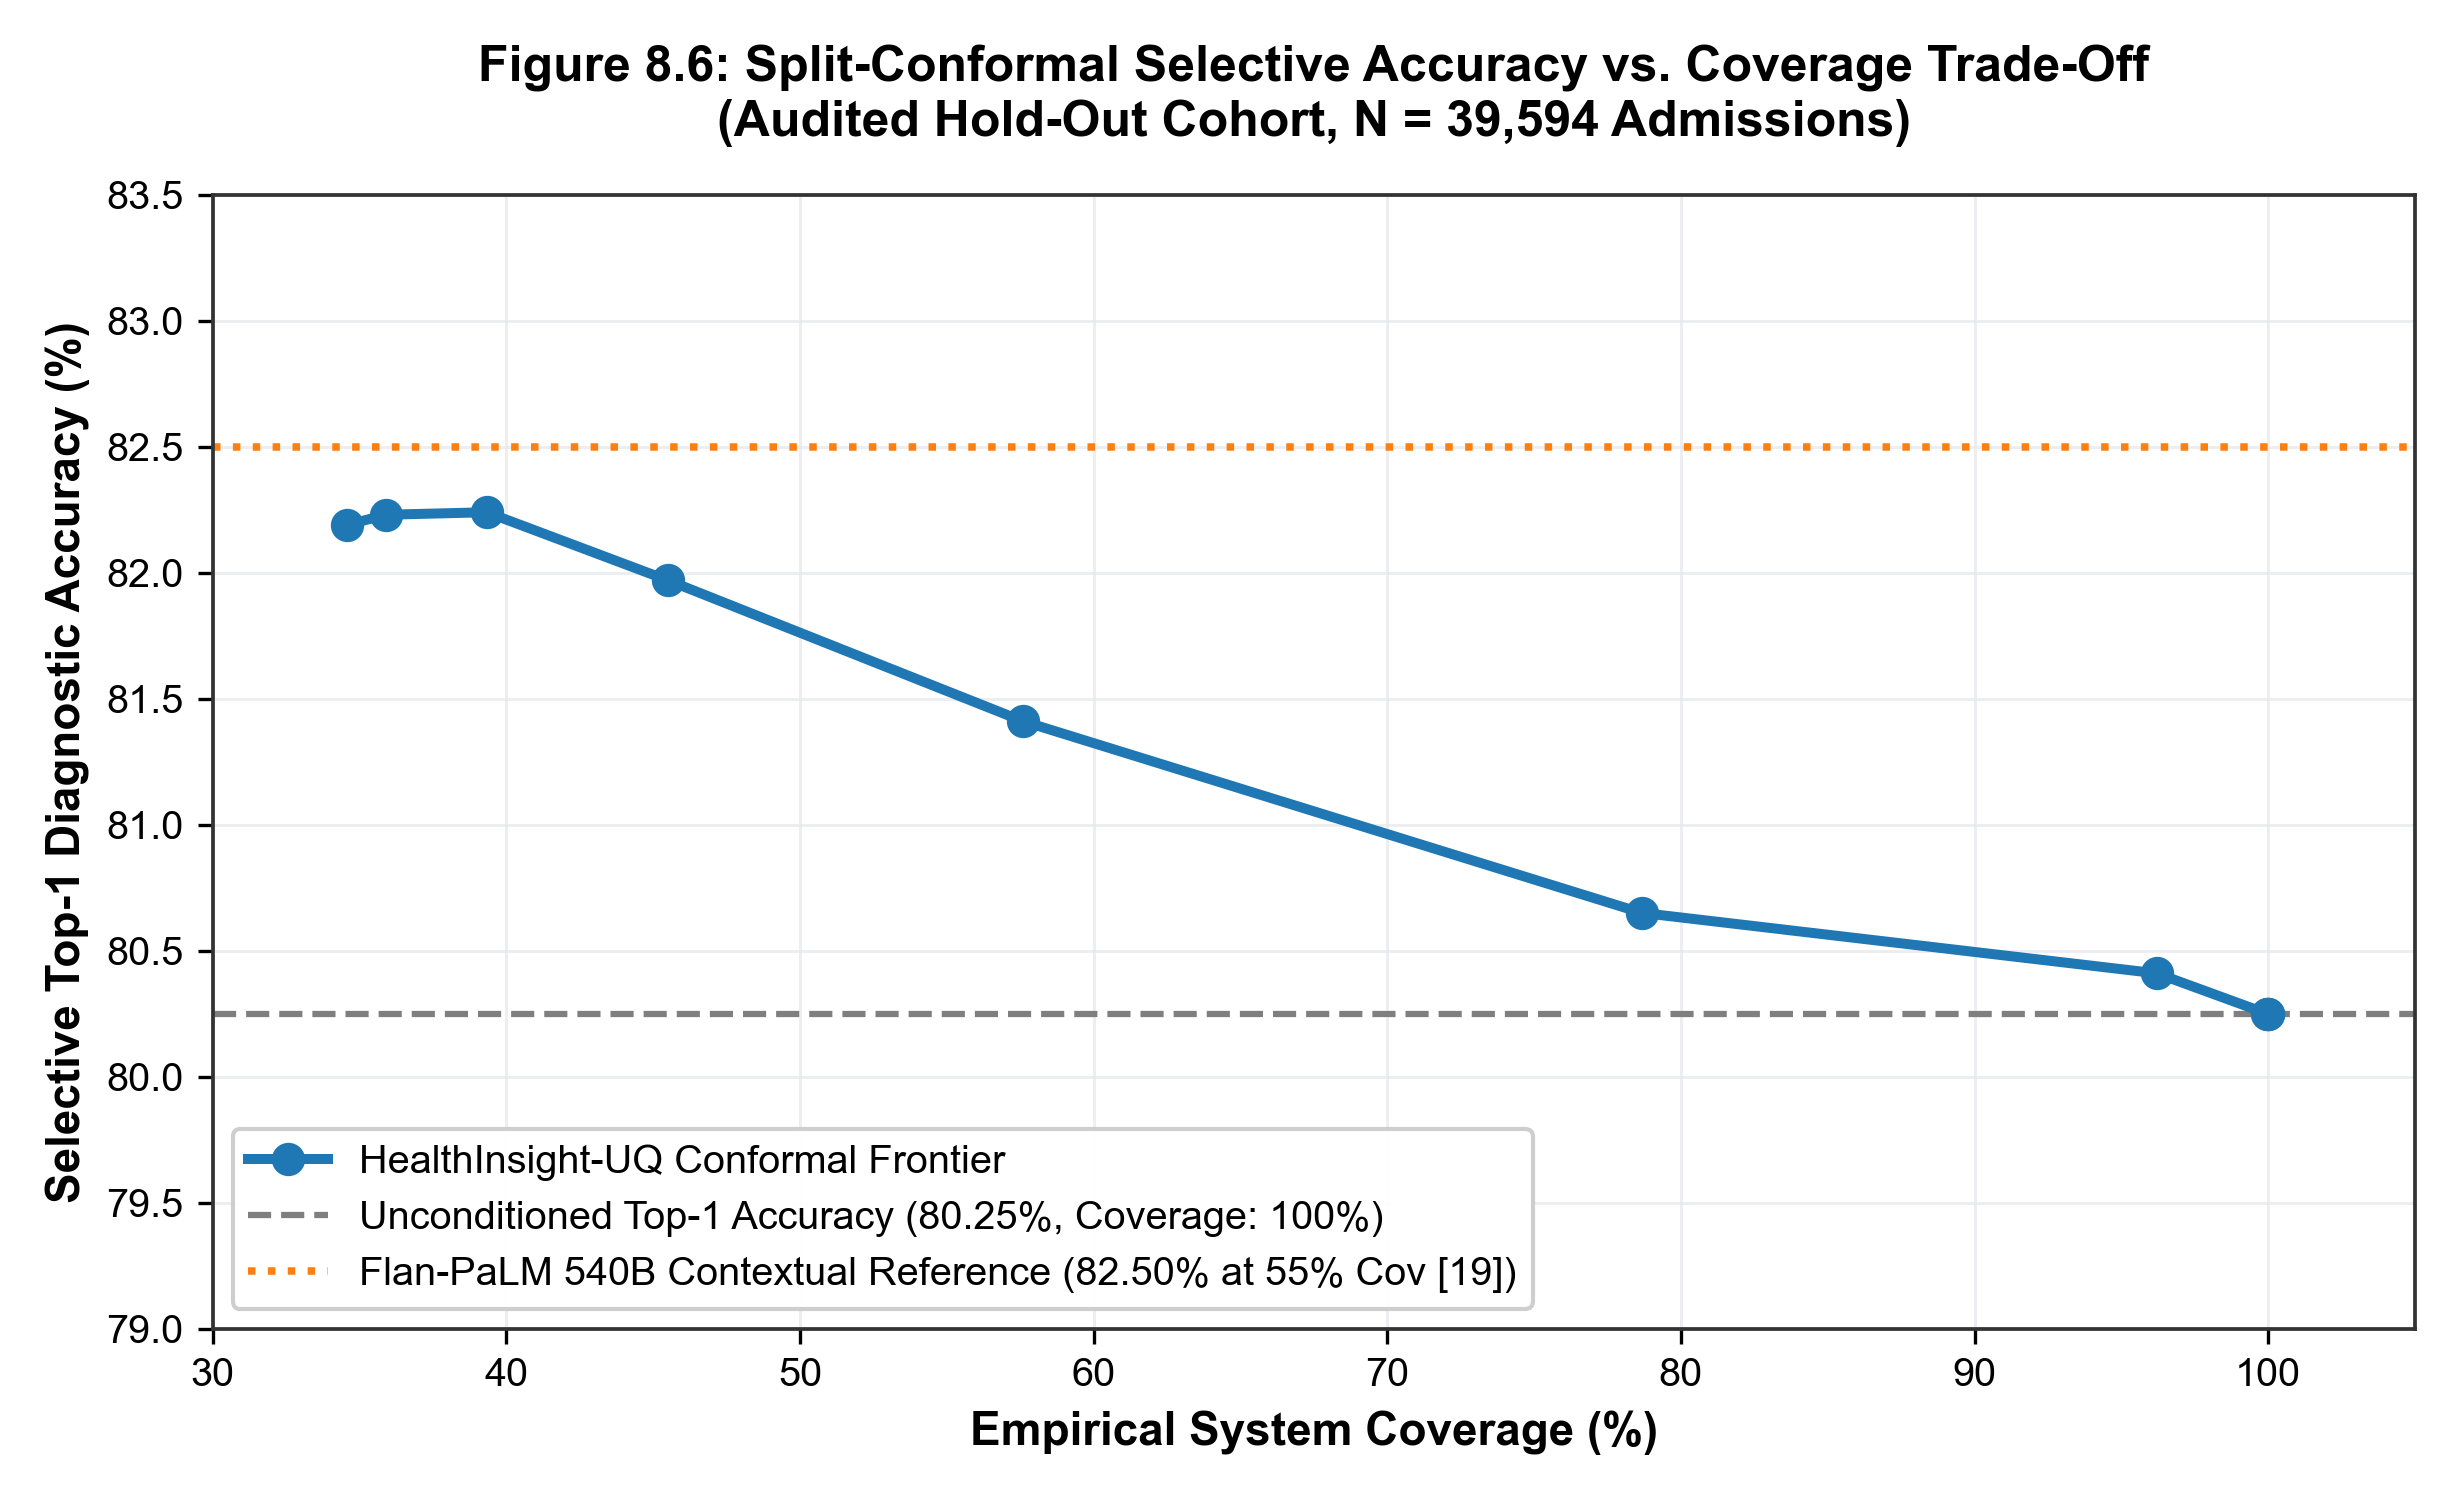 Figure 8.6: Split-Conformal Selective Accuracy vs. Coverage Trade-Off
(Audited Hold-Out Cohort, N = 39,594 Admissions)
Selective Top-1 Diagnostic Accuracy (%)
83.5
83.0
82.5
82.0
81.5
81.0
80.5
80.0
79.5
79.0
HealthInsight-UQ Conformal Frontier
Unconditioned Top-1 Accuracy (80.25%, Coverage: 100%)
Flan-PaLM 540B Contextual Reference (82.50% at 55% Cov [19])
30 40 50 60 70 80 90 100
Empirical System Coverage (%)